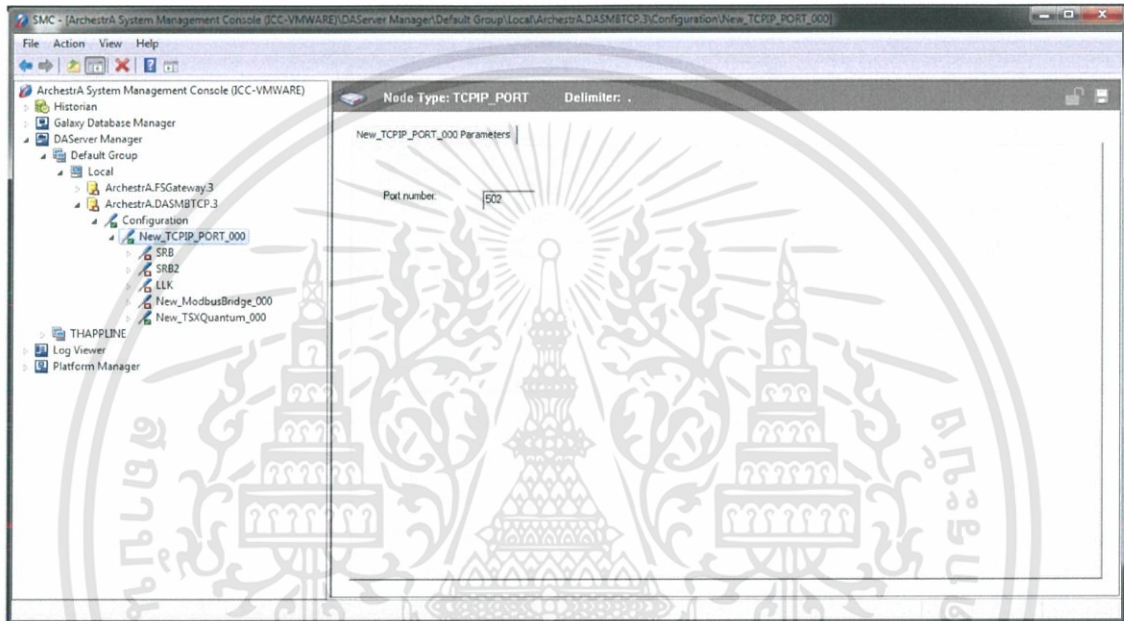 SMC - [ArchestrA System Management Console (ICC-VMWARE)\DAServer Manager\Default Group\Local\ArchestrA.DASMBTCP.3\Configuration\New_TCPIP_PORT_000]
File Action View Help
ArchestrA System Management Console (ICC-VMWARE)
Historian
Galaxy Database Manager
DAServer Manager
Default Group
Local
ArchestrA.FSGateway.3
ArchestrA.DASMBTCP.3
Configuration
New_TCPIP_PORT_000
SRB
SRB2
LLK
New_ModbusBridge_000
New_TSXQuantum_000
THAPPLINE
Log Viewer
Platform Manager
Node Type: TCPIP_PORT Delimiter: .
New_TCPIP_PORT_000 Parameters
Port number: 502